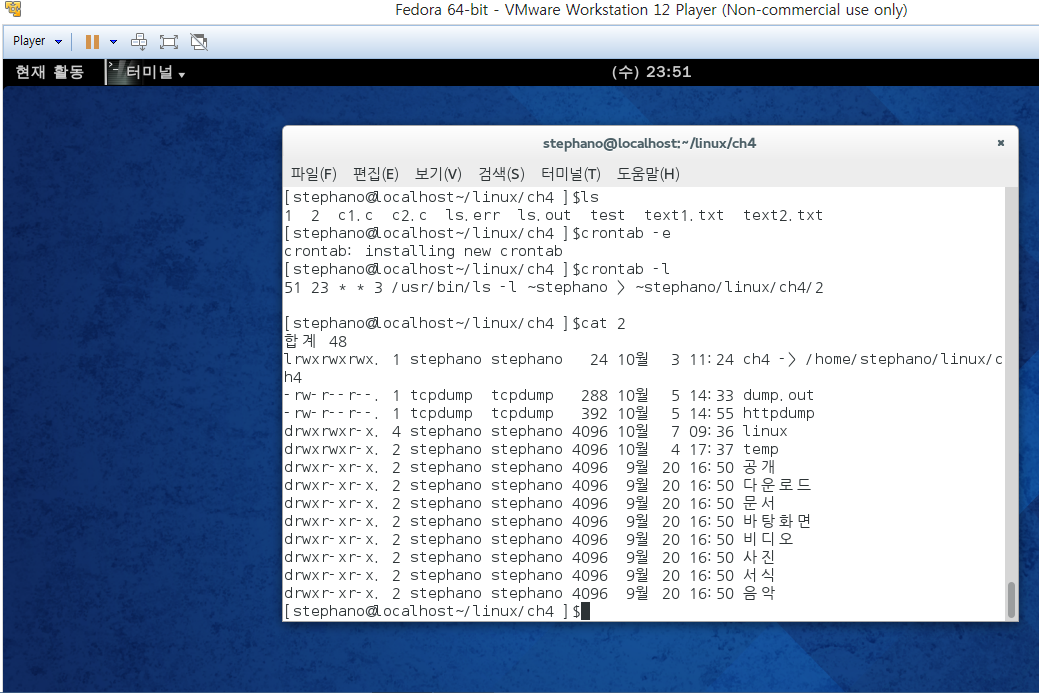 Fedora 64-bit - VMware Workstation 12 Player (Non-commercial use only)
Player
현재 활동 터미널 (수) 23:51
stephano@localhost:~/linux/ch4
파일(F) 편집(E) 보기(V) 검색(S) 터미널(T) 도움말(H)
[stephano@localhost~/linux/ch4 ]$ls
1 2 c1.c c2.c ls.err ls.out test text1.txt text2.txt
[stephano@localhost~/linux/ch4 ]$crontab -e
crontab: installing new crontab
[stephano@localhost~/linux/ch4 ]$crontab -l
51 23 * * 3 /usr/bin/ls -l ~stephano > ~stephano/linux/ch4/2
[stephano@localhost~/linux/ch4 ]$cat 2
합계 48
lrwxrwxrwx. 1 stephano stephano 24 10월 3 11:24 ch4 -> /home/stephano/linux/c
h4
-rw-r--r--. 1 tcpdump tcpdump 288 10월 5 14:33 dump.out
-rw-r--r--. 1 tcpdump tcpdump 392 10월 5 14:55 httpdump
drwxrwxr-x. 4 stephano stephano 4096 10월 7 09:36 linux
drwxrwxr-x. 2 stephano stephano 4096 10월 4 17:37 temp
drwxr-xr-x. 2 stephano stephano 4096 9월 20 16:50 공개
drwxr-xr-x. 2 stephano stephano 4096 9월 20 16:50 다운로드
drwxr-xr-x. 2 stephano stephano 4096 9월 20 16:50 문서
drwxr-xr-x. 2 stephano stephano 4096 9월 20 16:50 바탕화면
drwxr-xr-x. 2 stephano stephano 4096 9월 20 16:50 비디오
drwxr-xr-x. 2 stephano stephano 4096 9월 20 16:50 사진
drwxr-xr-x. 2 stephano stephano 4096 9월 20 16:50 서식
drwxr-xr-x. 2 stephano stephano 4096 9월 20 16:50 음악
[stephano@localhost~/linux/ch4 ]$